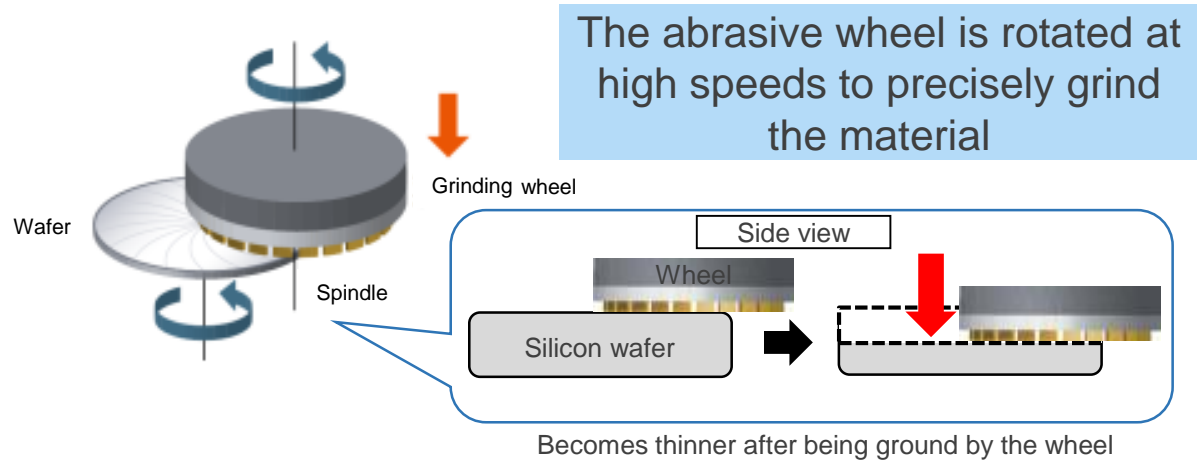 The abrasive wheel is rotated at
high speeds to precisely grind
the material
Grinding wheel
Wafer
Side view
Wheel
Spindle
Silicon wafer
Becomes thinner after being ground by the wheel